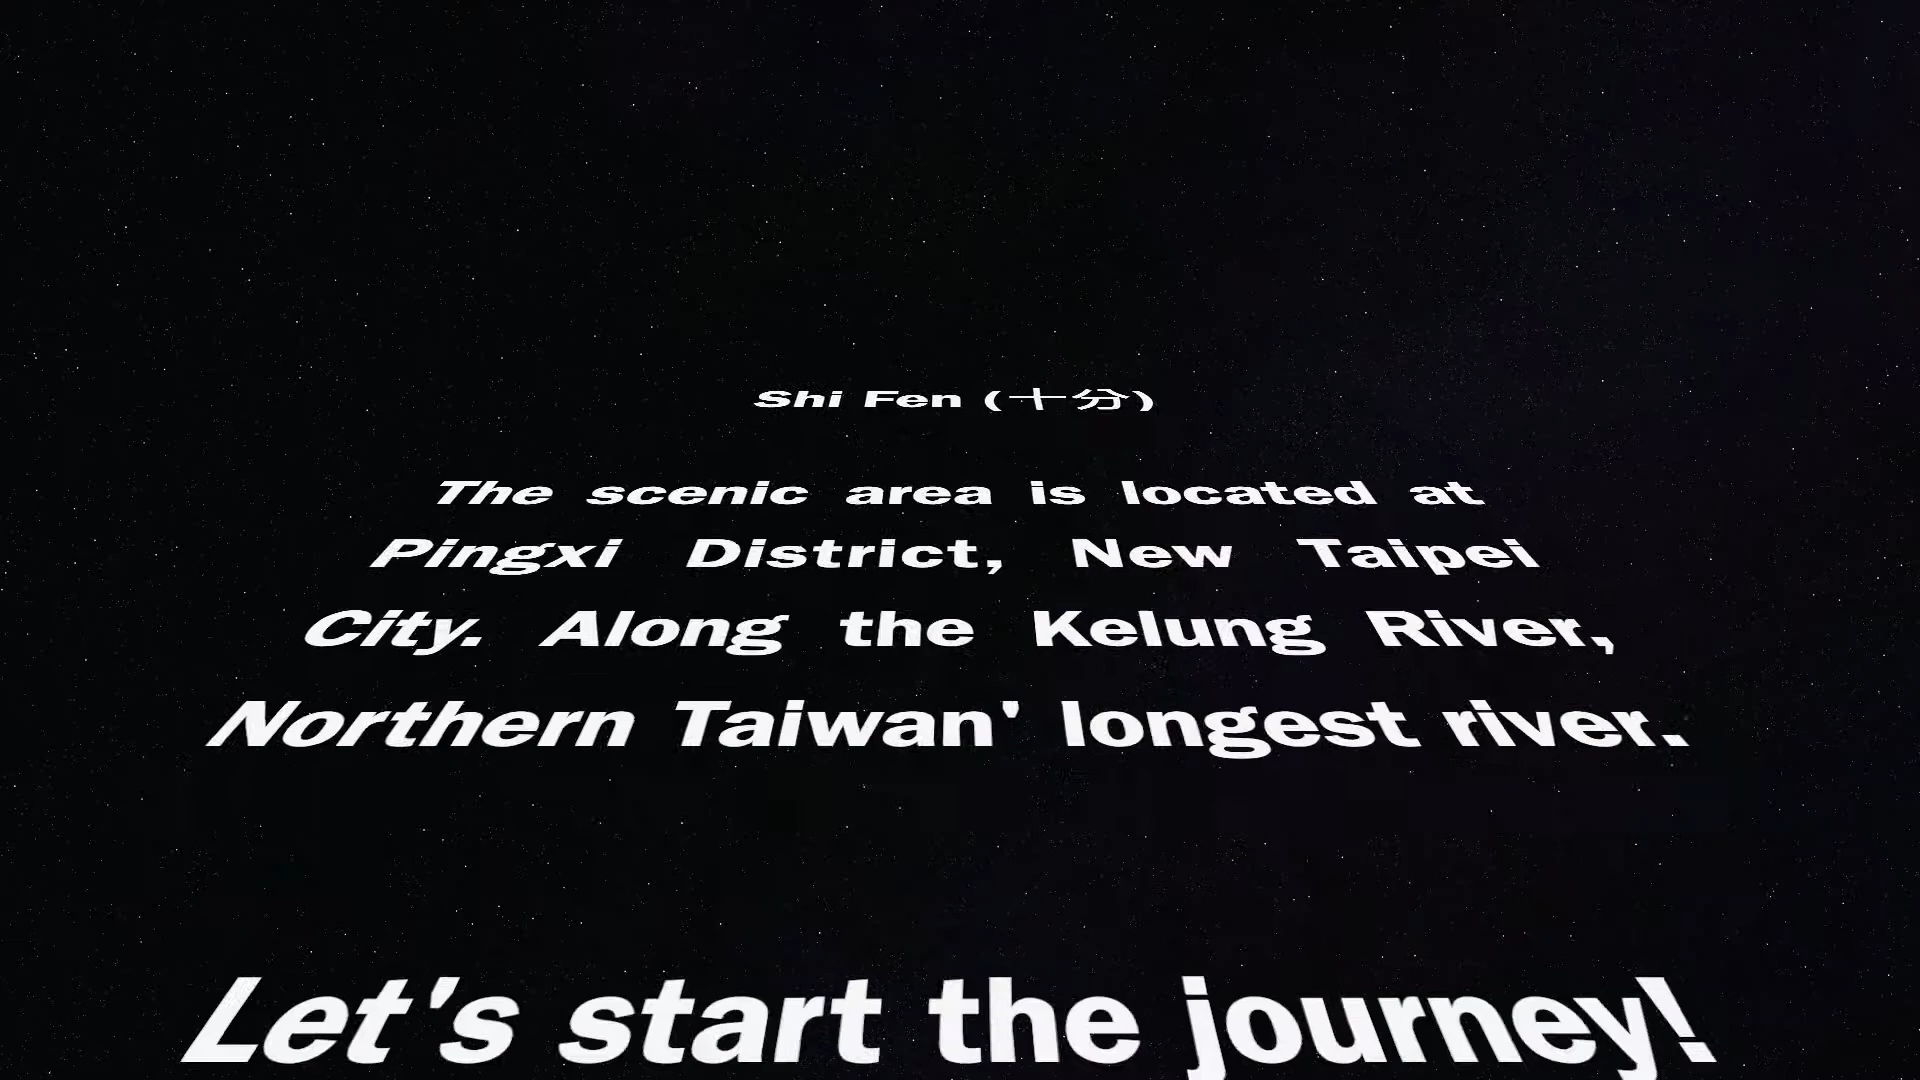 Shi Fen (十分)
The scenic area is located at
Pingxi District, New Taipei
City. Along the Kelung River,
Northern Taiwan' longest river.
Let's start the journey!